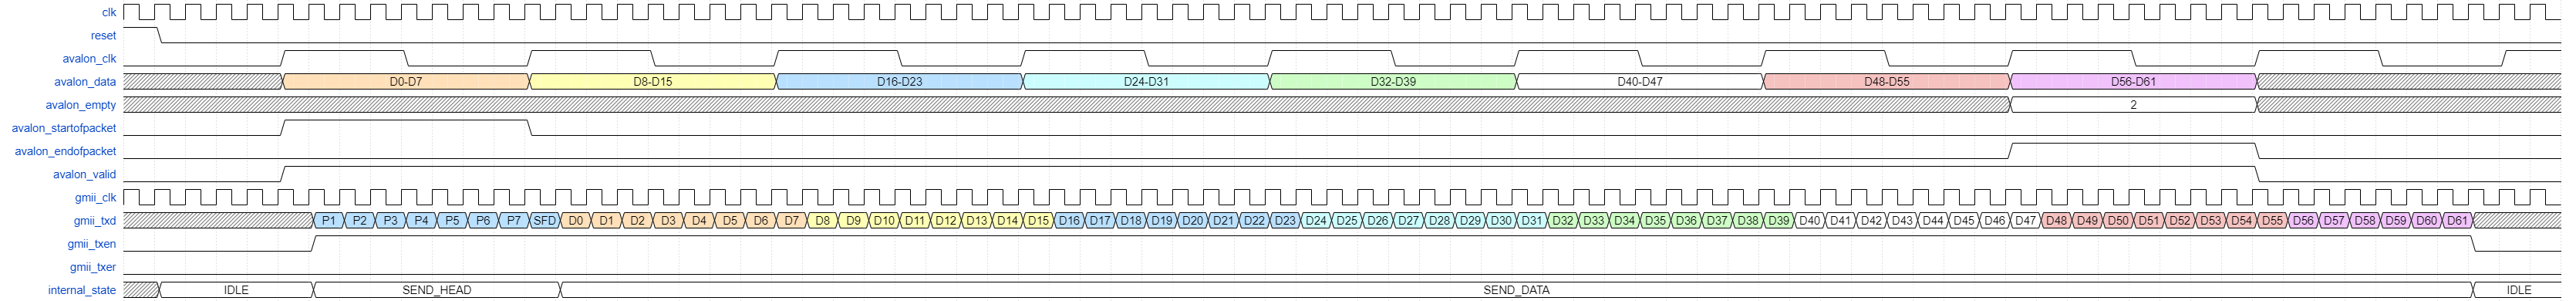 clk
reset
avalon_clk
avalon_data D0-D7 D8-D15 D16-D23 D24-D31 D32-D39 D40-D47 D48-D55 D56-D61
avalon_empty 2
avalon_startofpacket
avalon_endofpacket
avalon_valid
gmii_clk
gmii_txd P1 P2 P3 P4 P5 P6 P7 SFD D0 D1 D2 D3 D4 D5 D6 D7 D8 D9 D10 D11 D12 D13 D14 D15 D16 D17 D18 D19 D20 D21 D22 D23 D24 D25 D26 D27 D28 D29 D30 D31 D32 D33 D34 D35 D36 D37 D38 D39 D40 D41 D42 D43 D44 D45 D46 D47 D48 D49 D50 D51 D52 D53 D54 D55 D56 D57 D58 D59 D60 D61
gmii_txen
gmii_txer
internal_state IDLE SEND_HEAD SEND_DATA IDLE